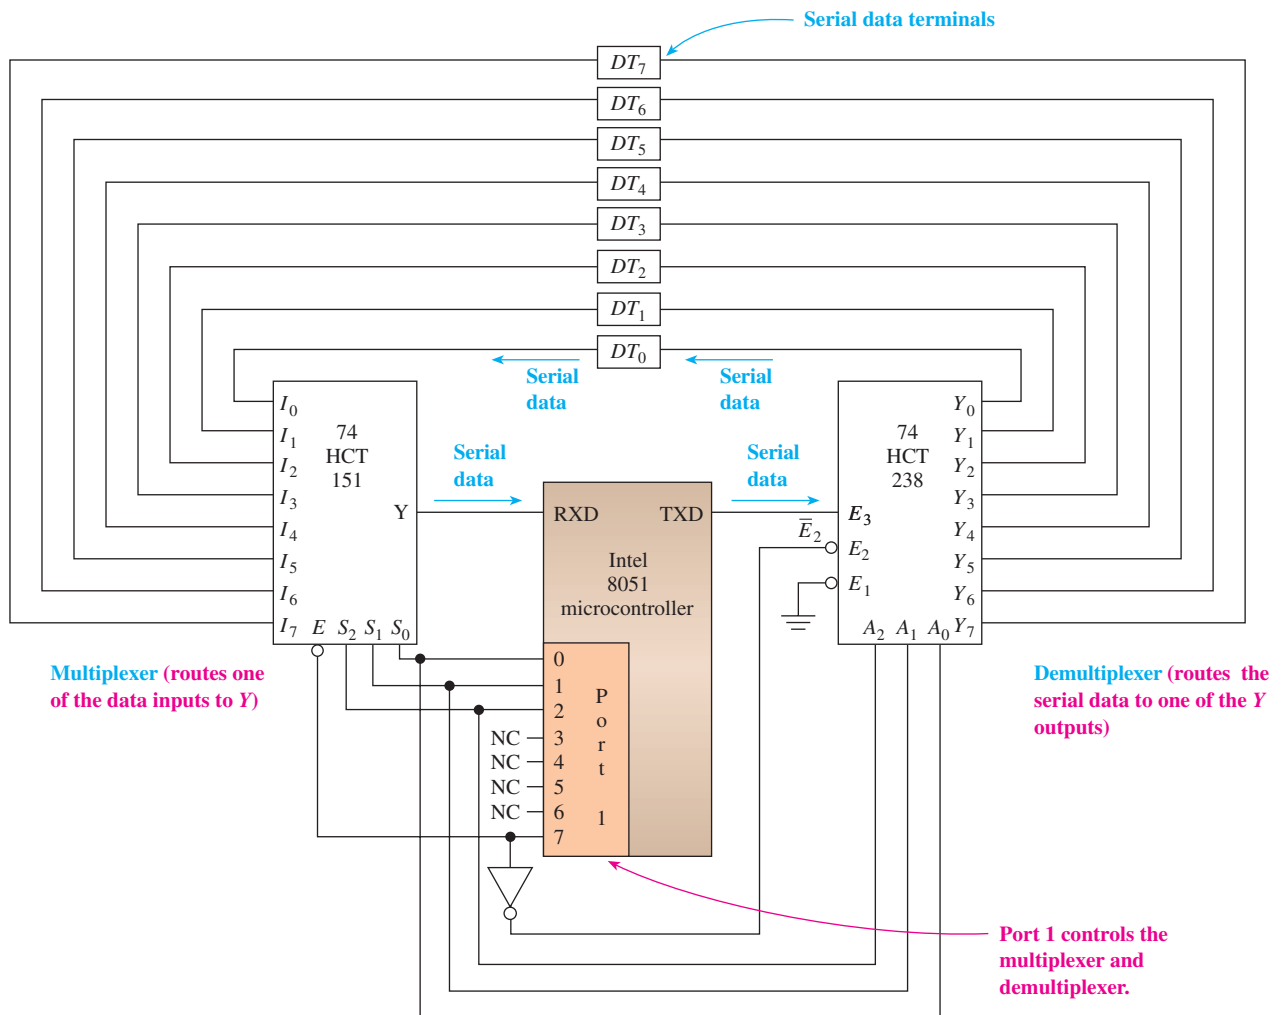 Serial data terminals
DT7
DT6
DT5
DT4
DT3
DT2
DT1
DT0
Serial
data
Serial
data
I0
I1
I2
I3
I4
I5
I6
I7
74
HCT
151
Y
E S2 S1 S0
Serial
data
RXD TXD
Intel
8051
microcontroller
Serial
data
74
HCT
238
E3
E̅2
E2
E1
A2 A1 A0
Y0
Y1
Y2
Y3
Y4
Y5
Y6
Y7
Multiplexer (routes one
of the data inputs to Y)
0
1
2
NC 3
NC 4
NC 5
NC 6
7
Port 1
Demultiplexer (routes the
serial data to one of the Y
outputs)
Port 1 controls the
multiplexer and
demultiplexer.